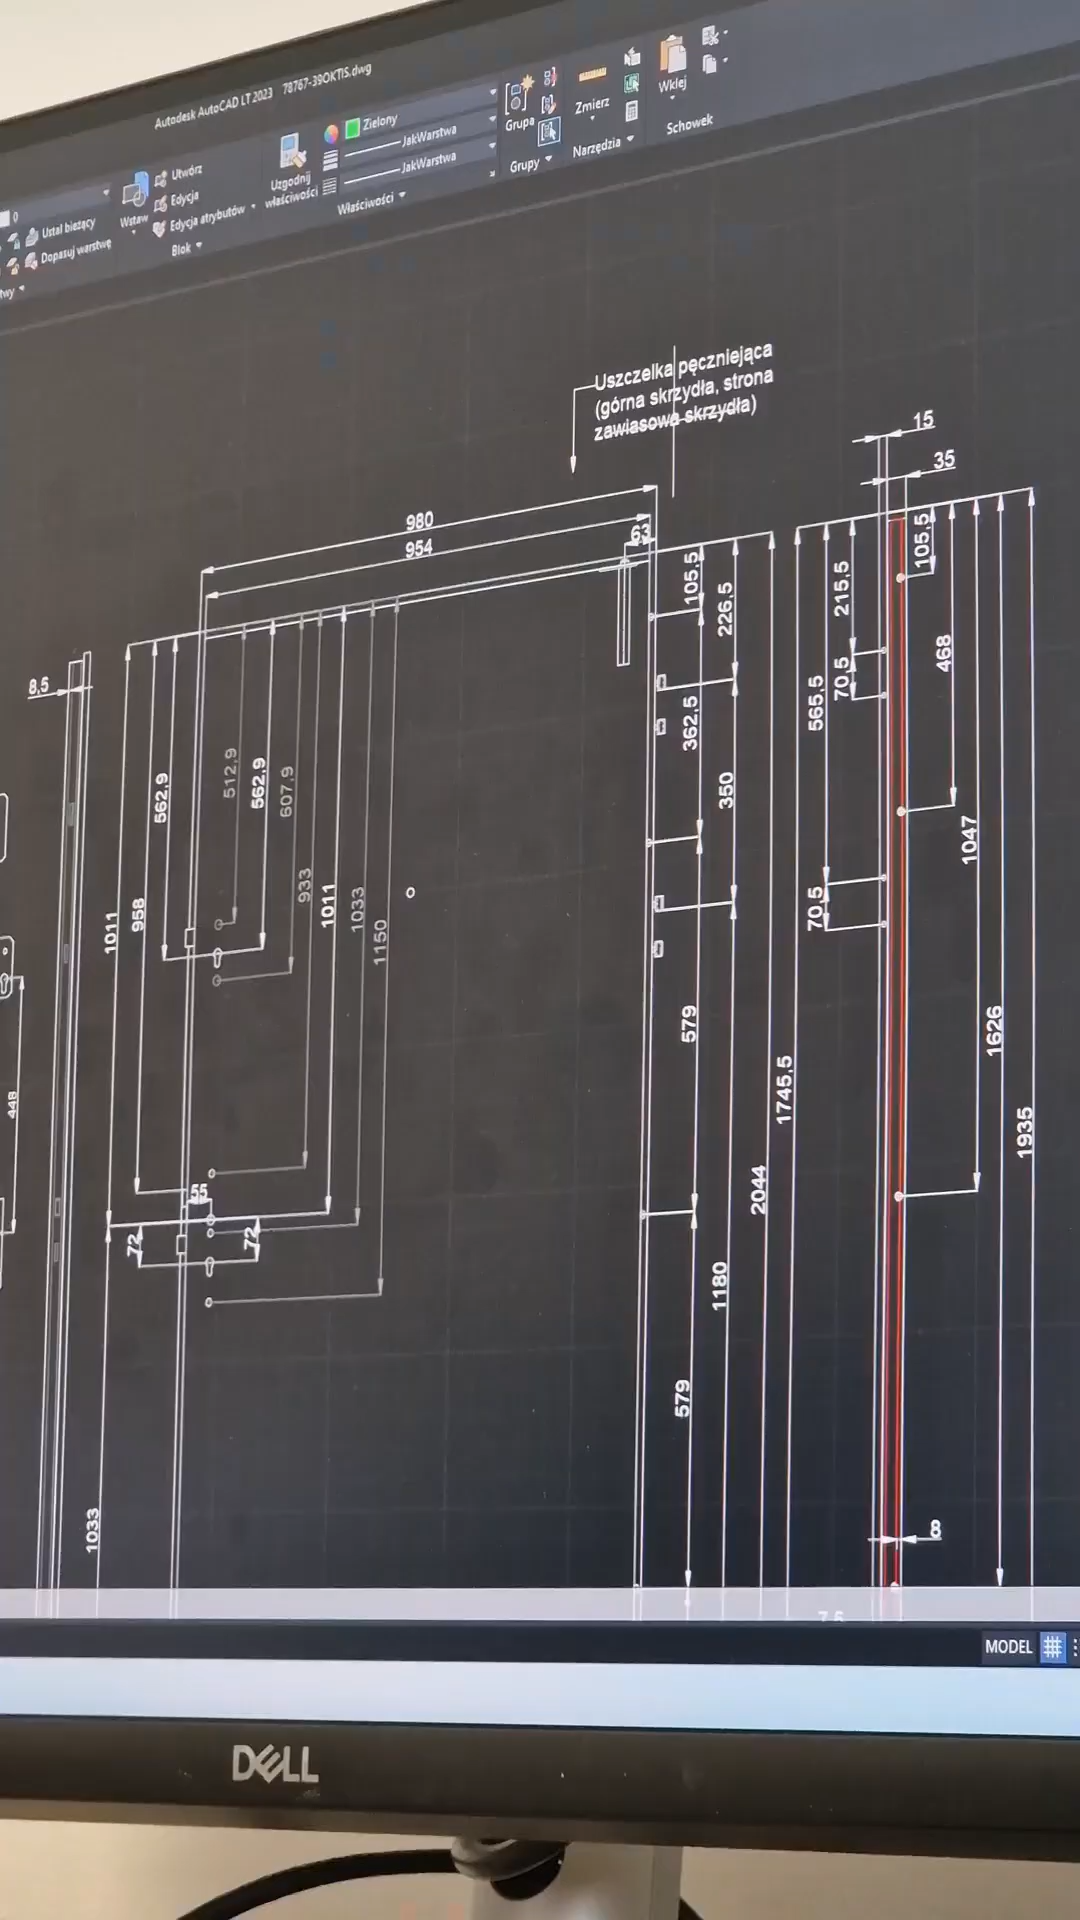 Autodesk AutoCAD LT 2023 78767-39OKTIS.dwg
0
Ustal bieżący
Dopasuj warstwę
Wstaw
Utwórz
Edycja
Edycja atrybutów
Blok
Uzgodnij
właściwości
Zielony
JakWarstwa
JakWarstwa
Właściwości
Grupa
Grupy
Zmierz
Narzędzia
Wklej
Schowek
Uszczelka pęczniejąca
(górna skrzydła, strona
zawiasowa skrzydła)
15
35
980
954
63
8,5
105,5
226,5
215,5
105,5
468
70,5
565,5
362,5
350
562,9
512,9
562,9
607,9
933
1011
1033
1150
1011
958
70,5
1047
579
1626
1745,5
1935
448
55
72
72
2044
1180
579
1033
8
7,5
MODEL
DELL